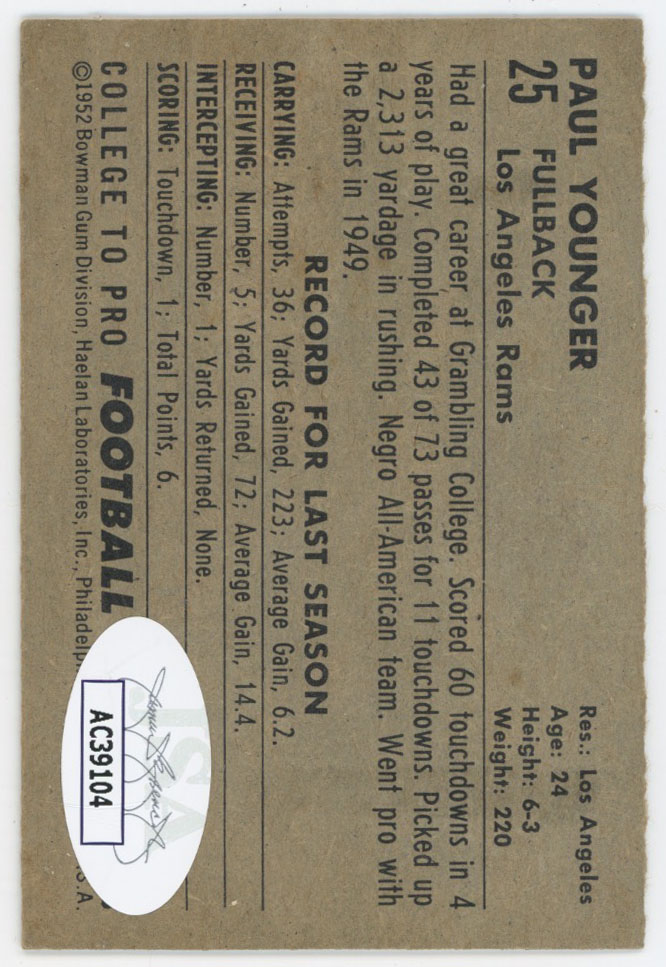 PAUL YOUNGER
25 FULLBACK
Los Angeles Rams
Res.: Los Angeles
Age: 24
Height: 6-3
Weight: 220
Had a great career at Grambling College. Scored 60 touchdowns in 4
years of play. Completed 43 of 73 passes for 11 touchdowns. Picked up
a 2,313 yardage in rushing. Negro All-American team. Went pro with
the Rams in 1949.
RECORD FOR LAST SEASON
CARRYING: Attempts, 36; Yards Gained, 223; Average Gain, 6.2.
RECEIVING: Number, 5; Yards Gained, 72; Average Gain, 14.4.
INTERCEPTING: Number, 1; Yards Returned, None.
SCORING: Touchdown, 1; Total Points, 6.
COLLEGE TO PRO FOOTBALL
©1952 Bowman Gum Division, Haelan Laboratories, Inc., Philadelp
S.A.
JSA
AC39104